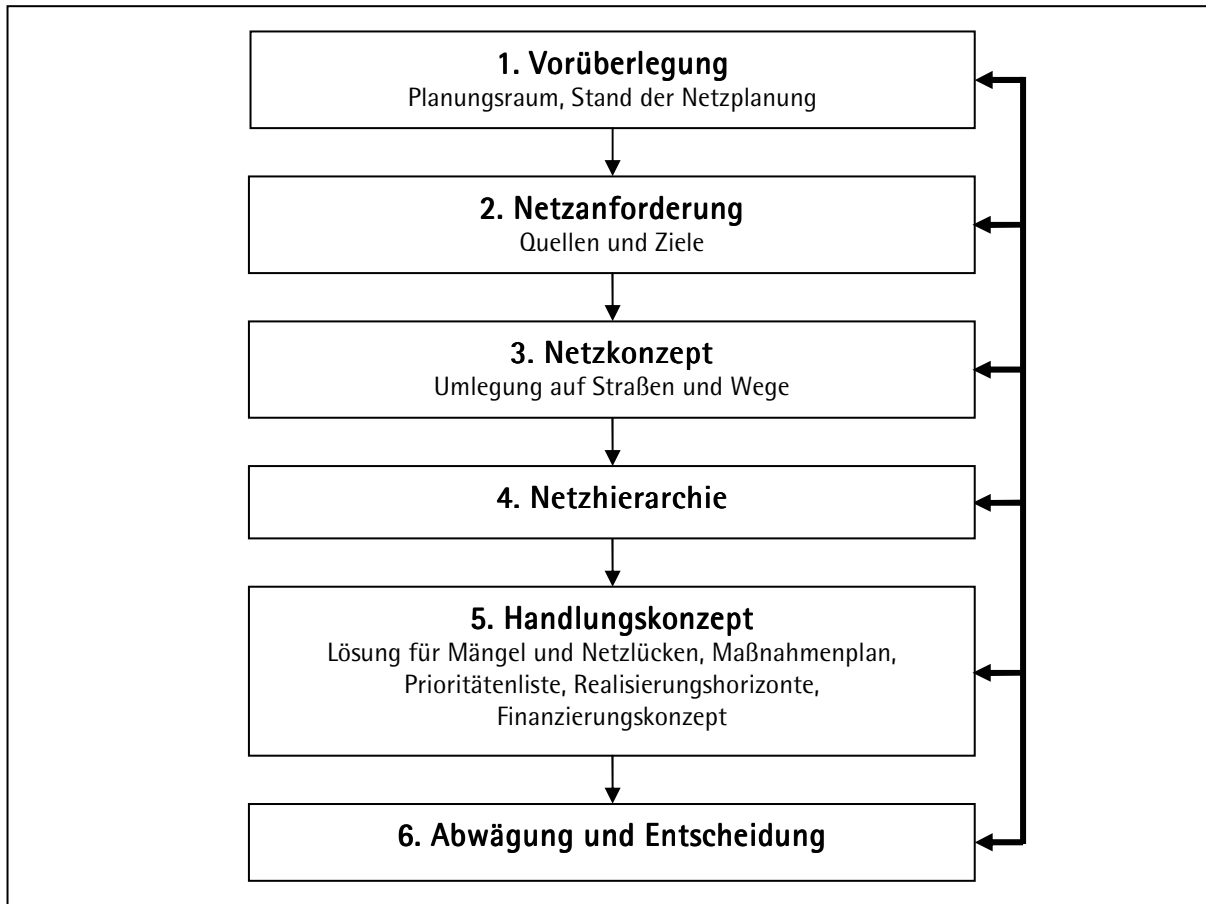 1. Vorüberlegung
Planungsraum, Stand der Netzplanung
2. Netzanforderung
Quellen und Ziele
3. Netzkonzept
Umlegung auf Straßen und Wege
4. Netzhierarchie
5. Handlungskonzept
Lösung für Mängel und Netzlücken, Maßnahmenplan,
Prioritätenliste, Realisierungshorizonte,
Finanzierungskonzept
6. Abwägung und Entscheidung